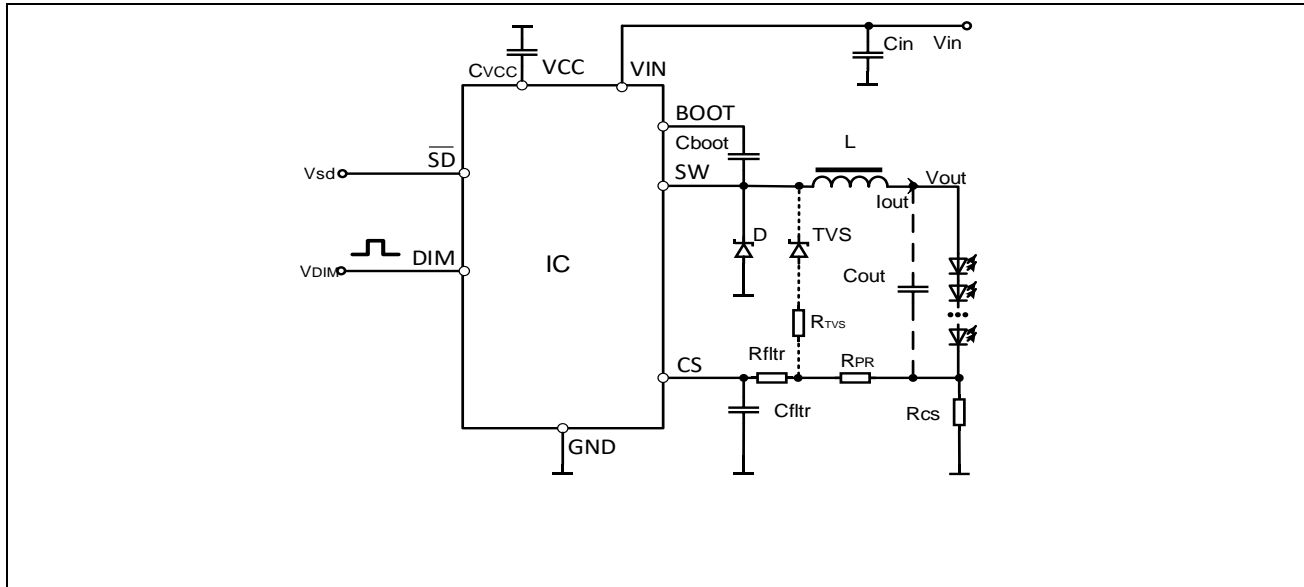 Cin
Vin
CVCC
VCC
VIN
BOOT
Cboot
L
SD
Vsd
SW
Vout
Iout
D
TVS
DIM
VDIM
IC
Cout
RTVS
Rfltr
RPR
CS
Cfltr
Rcs
GND